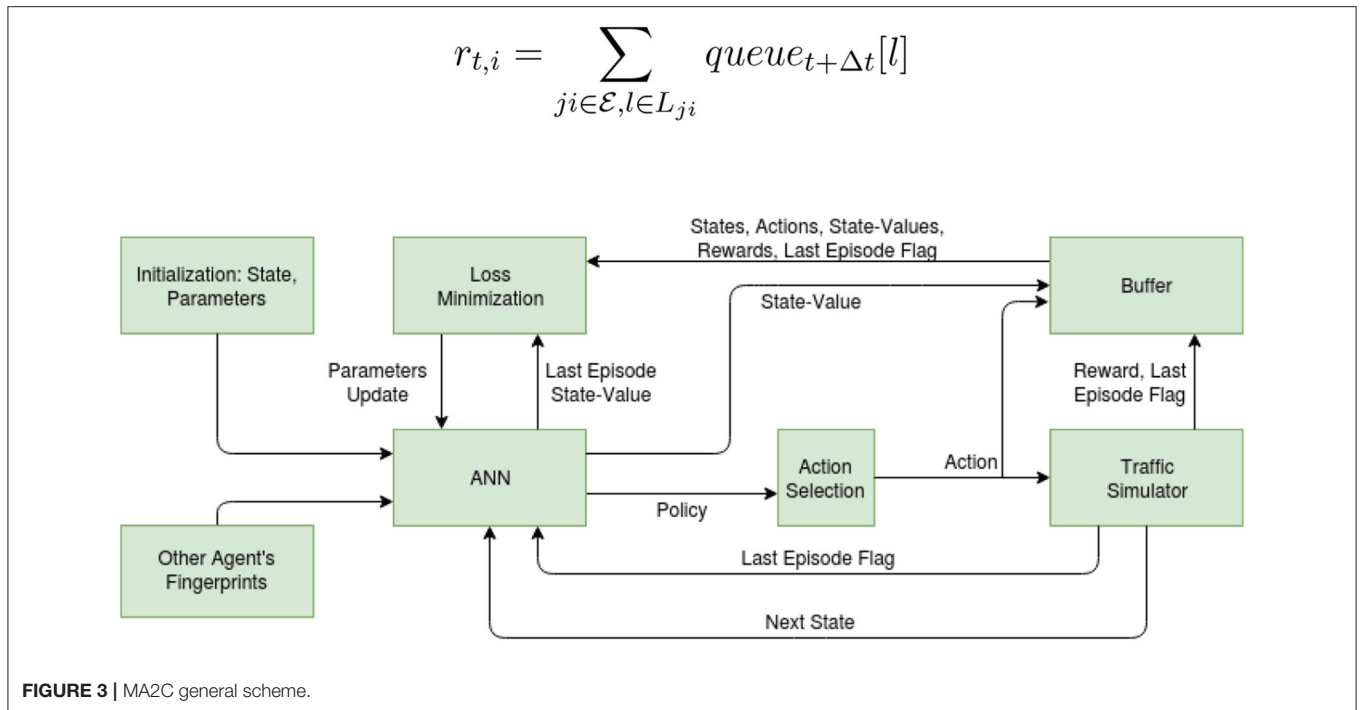 r_{t,i} = \sum_{ji \in \mathcal{E}, l \in L_{ji}} queue_{t+\Delta t}[l]
States, Actions, State-Values,
Rewards, Last Episode Flag
Initialization: State,
Parameters
Loss
Minimization
Buffer
State-Value
Parameters
Update
Last Episode
State-Value
Reward, Last
Episode Flag
ANN
Policy
Action
Selection
Action
Traffic
Simulator
Other Agent's
Fingerprints
Last Episode Flag
Next State
FIGURE 3 | MA2C general scheme.